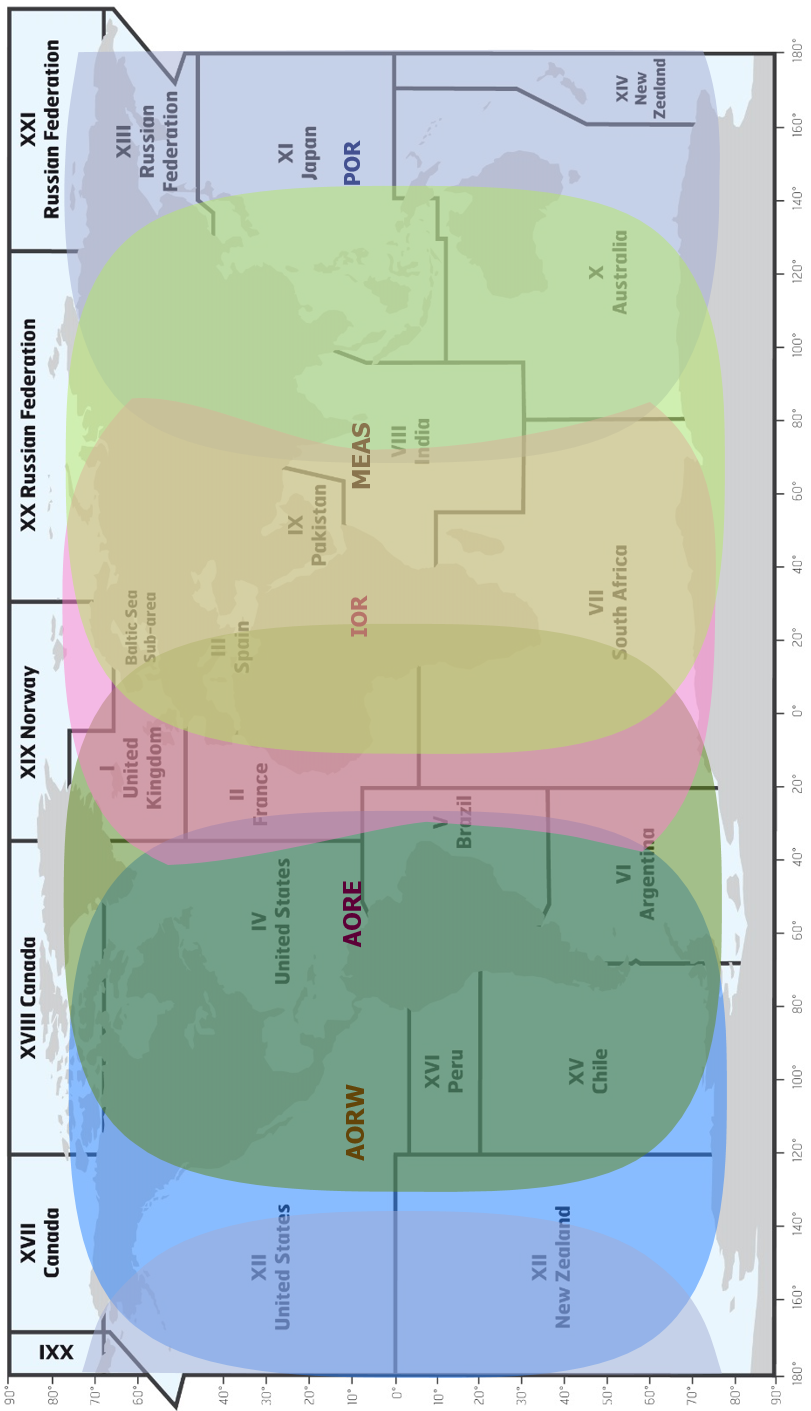 IXX
XVII
Canada
XVIII Canada
XIX Norway
XX Russian Federation
XXI
Russian Federation
I
United
Kingdom
Baltic Sea
Sub-area
XIII
Russian
Federation
XII
United States
IV
United States
II
France
III
Spain
IX
Pakistan
XI
Japan
AORW
AORE
IOR
MEAS
POR
XVI
Peru
V
Brazil
VIII
India
XII
New Zealand
XV
Chile
VI
Argentina
VII
South Africa
X
Australia
XIV
New
Zealand
90°
80°
70°
60°
40°
30°
20°
10°
0°
10°
20°
30°
50°
60°
70°
80°
90°
180°
160°
140°
120°
100°
80°
60°
40°
20°
0°
20°
40°
60°
80°
100°
120°
140°
160°
180°